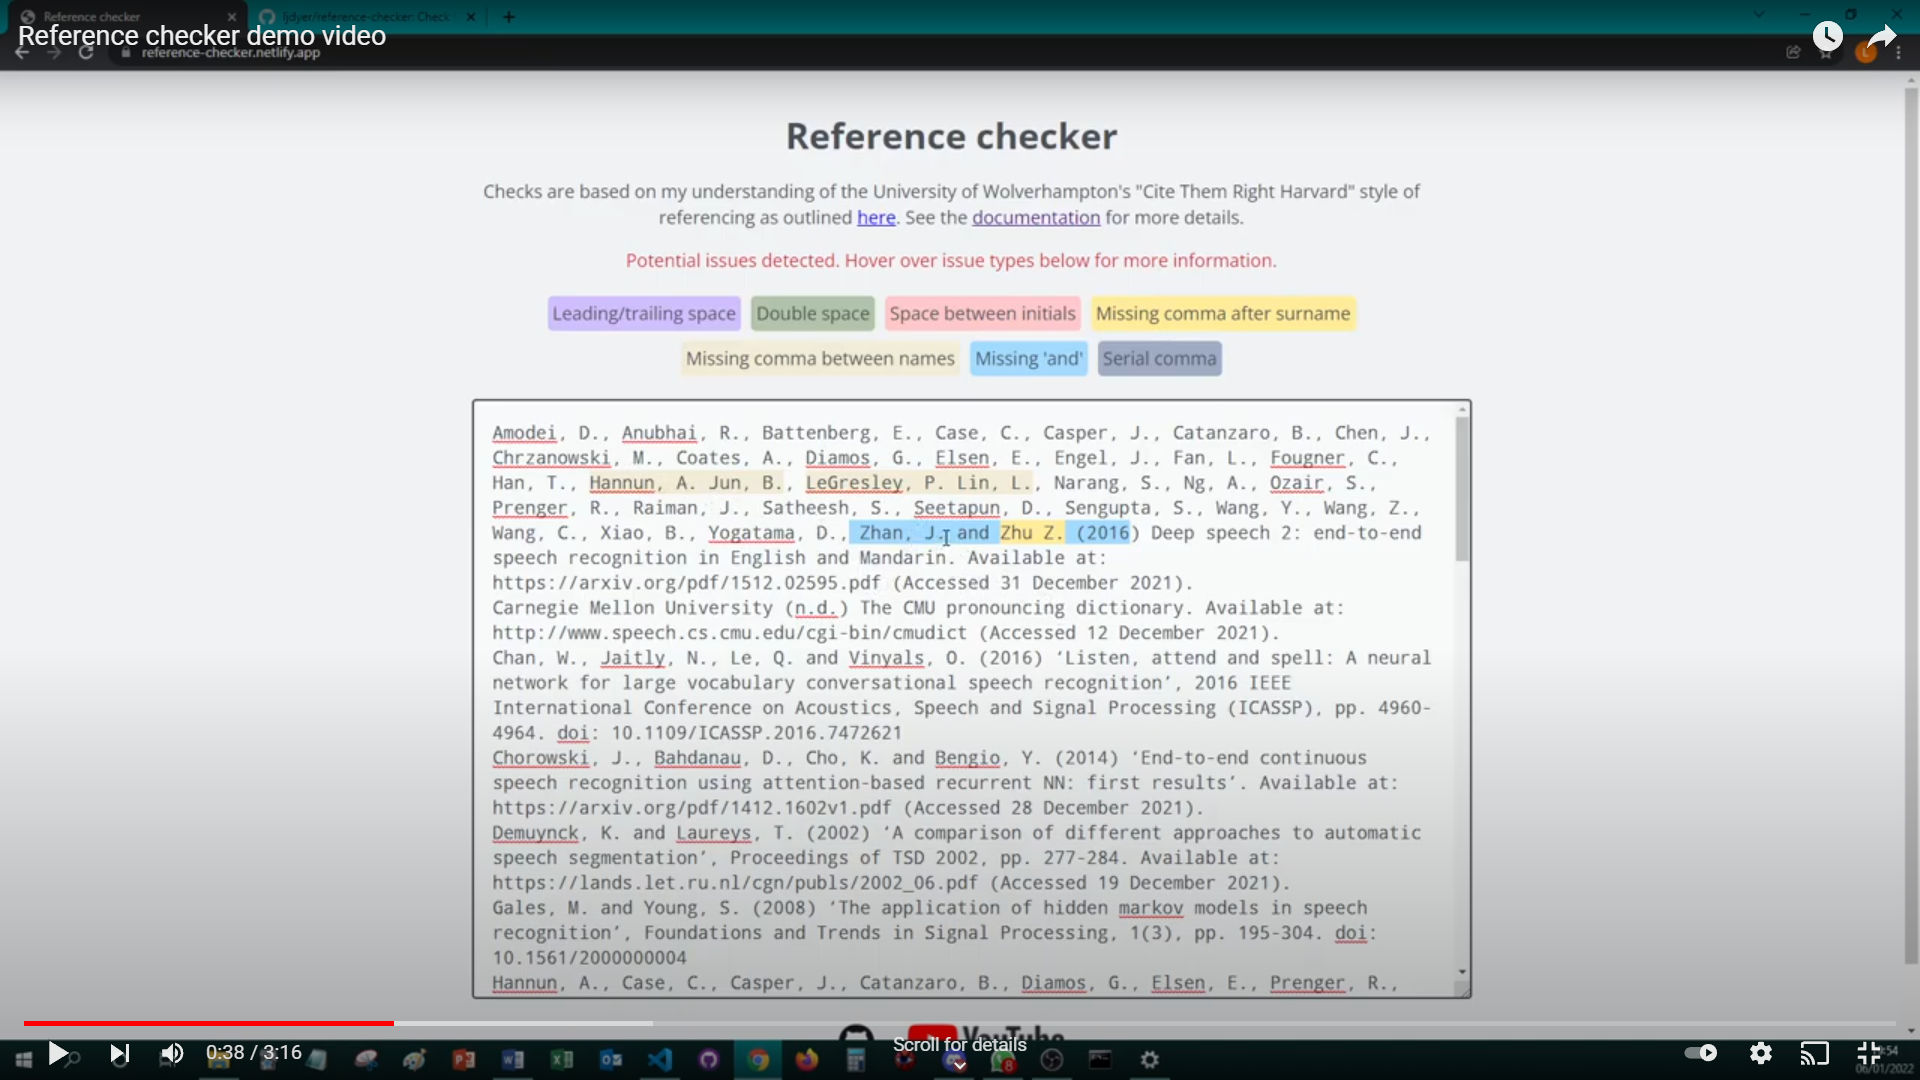 Reference checker
ljdyer/reference-checker: Check
Reference checker demo video
reference-checker.netlify.app
Reference checker
Checks are based on my understanding of the University of Wolverhampton's "Cite Them Right Harvard" style of
referencing as outlined here. See the documentation for more details.
Potential issues detected. Hover over issue types below for more information.
Leading/trailing space Double space Space between initials Missing comma after surname
Missing comma between names Missing 'and' Serial comma
Amodei, D., Anubhai, R., Battenberg, E., Case, C., Casper, J., Catanzaro, B., Chen, J.,
Chrzanowski, M., Coates, A., Diamos, G., Elsen, E., Engel, J., Fan, L., Fougner, C.,
Han, T., Hannun, A. Jun, B., LeGresley, P. Lin, L., Narang, S., Ng, A., Ozair, S.,
Prenger, R., Raiman, J., Satheesh, S., Seetapun, D., Sengupta, S., Wang, Y., Wang, Z.,
Wang, C., Xiao, B., Yogatama, D., Zhan, J. and Zhu Z. (2016) Deep speech 2: end-to-end
speech recognition in English and Mandarin. Available at:
https://arxiv.org/pdf/1512.02595.pdf (Accessed 31 December 2021).
Carnegie Mellon University (n.d.) The CMU pronouncing dictionary. Available at:
http://www.speech.cs.cmu.edu/cgi-bin/cmudict (Accessed 12 December 2021).
Chan, W., Jaitly, N., Le, Q. and Vinyals, O. (2016) ‘Listen, attend and spell: A neural
network for large vocabulary conversational speech recognition’, 2016 IEEE
International Conference on Acoustics, Speech and Signal Processing (ICASSP), pp. 4960-
4964. doi: 10.1109/ICASSP.2016.7472621
Chorowski, J., Bahdanau, D., Cho, K. and Bengio, Y. (2014) ‘End-to-end continuous
speech recognition using attention-based recurrent NN: first results’. Available at:
https://arxiv.org/pdf/1412.1602v1.pdf (Accessed 28 December 2021).
Demuynck, K. and Laureys, T. (2002) ‘A comparison of different approaches to automatic
speech segmentation’, Proceedings of TSD 2002, pp. 277-284. Available at:
https://lands.let.ru.nl/cgn/publs/2002_06.pdf (Accessed 19 December 2021).
Gales, M. and Young, S. (2008) ‘The application of hidden markov models in speech
recognition’, Foundations and Trends in Signal Processing, 1(3), pp. 195-304. doi:
10.1561/2000000004
Hannun, A., Case, C., Casper, J., Catanzaro, B., Diamos, G., Elsen, E., Prenger, R.,
YouTube
0:38 / 3:16
Scroll for details
06/01/2022